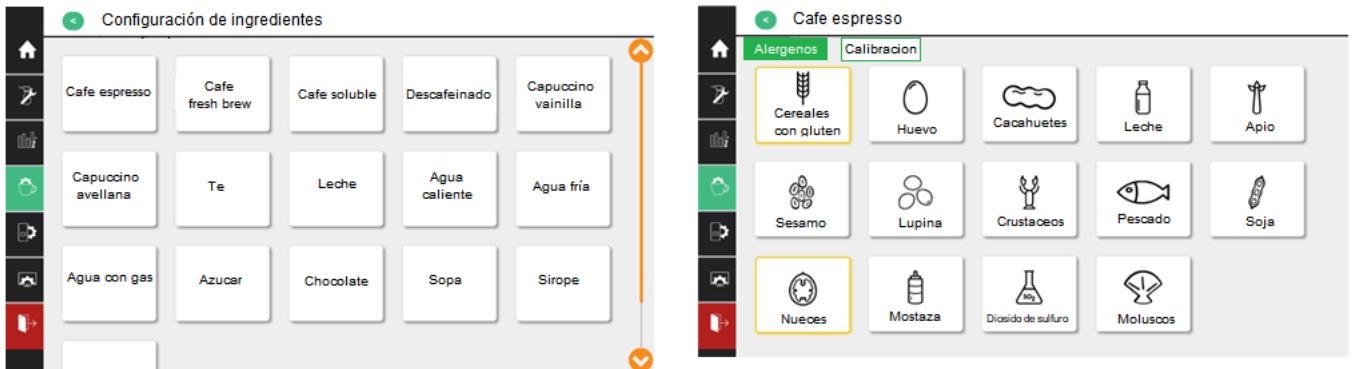 <
Configuración de ingredientes
Cafe espresso
Cafe
fresh brew
Cafe soluble
Descafeinado
Capuccino
vainilla
Capuccino
avellana
Te
Leche
Agua
caliente
Agua fría
Agua con gas
Azucar
Chocolate
Sopa
Sirope
<
Cafe espresso
Alergenos
Calibracion
Cereales
con gluten
Huevo
Cacahuetes
Leche
Apio
Sesamo
Lupina
Crustaceos
Pescado
Soja
Nueces
Mostaza
SO2
Diosido de sulfuro
Moluscos